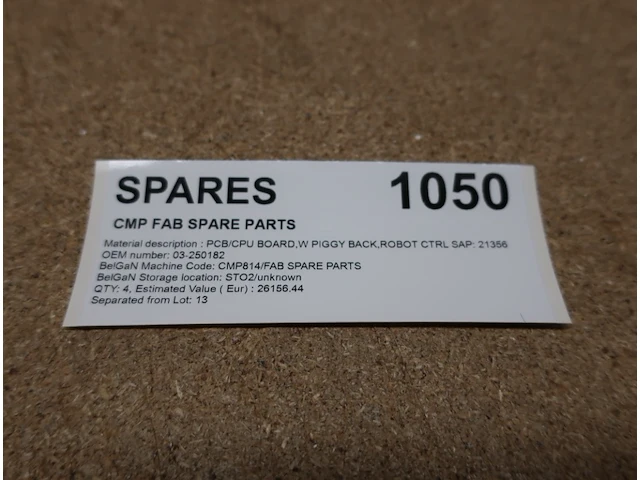 SPARES 1050
CMP FAB SPARE PARTS
Material description : PCB/CPU BOARD,W PIGGY BACK,ROBOT CTRL SAP: 21356
OEM number: 03-250182
BelGaN Machine Code: CMP814/FAB SPARE PARTS
BelGaN Storage location: STO2/unknown
QTY: 4, Estimated Value ( Eur) : 26156.44
Separated from Lot: 13